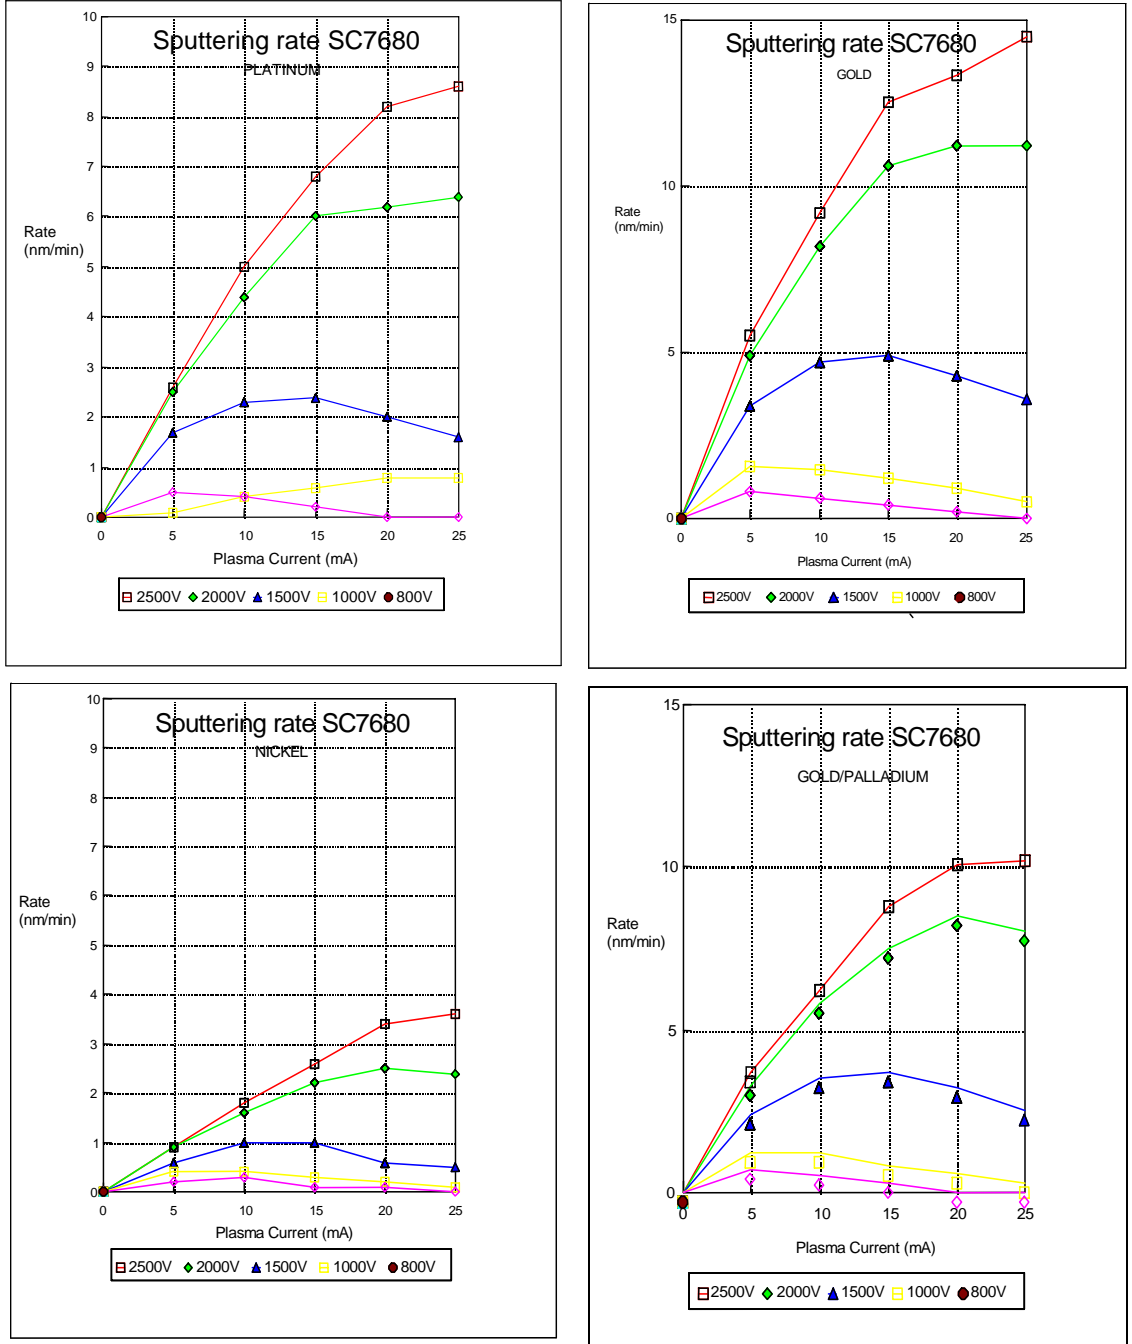 Sputtering rate SC7680
PLATINUM
10
9
8
7
6
5
4
3
2
1
0
Rate
(nm/min)
0 5 10 15 20 25
Plasma Current (mA)
2500V 2000V 1500V 1000V 800V
Sputtering rate SC7680
GOLD
15
10
5
0
Rate
(nm/min)
0 5 10 15 20 25
Plasma Current (mA)
2500V 2000V 1500V 1000V 800V
Sputtering rate SC7680
NICKEL
10
9
8
7
6
5
4
3
2
1
0
Rate
(nm/min)
0 5 10 15 20 25
Plasma Current (mA)
2500V 2000V 1500V 1000V 800V
Sputtering rate SC7680
GOLD/PALLADIUM
15
10
5
0
Rate
(nm/min)
0 5 10 15 20 25
Plasma Current (mA)
2500V 2000V 1500V 1000V 800V